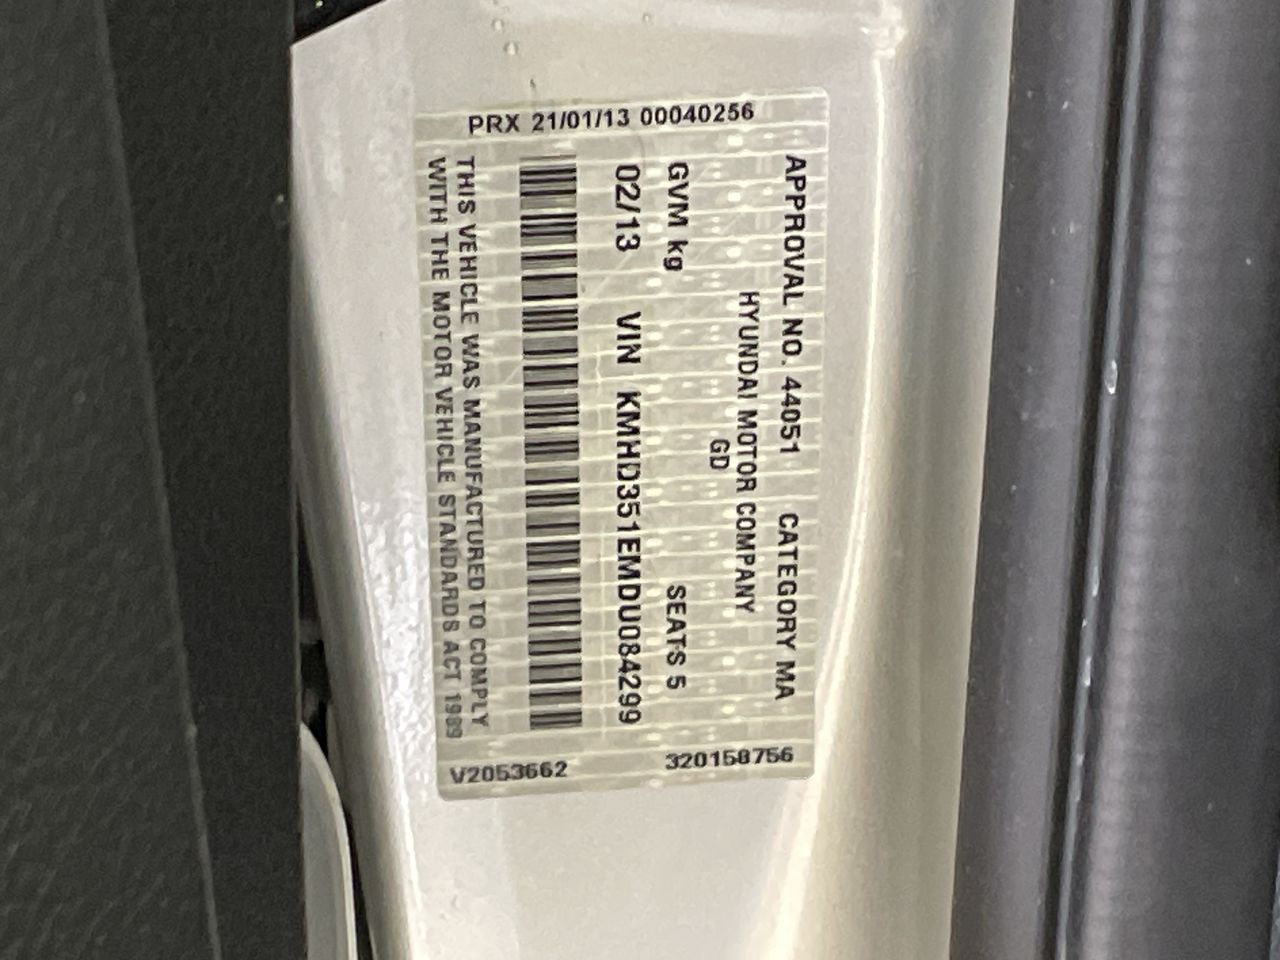 PRX 21/01/13 00040256
APPROVAL NO. 44051 CATEGORY MA
HYUNDAI MOTOR COMPANY
GD
GVM kg SEATS 5
02/13 VIN KMHD351EMDU084299
THIS VEHICLE WAS MANUFACTURED TO COMPLY
WITH THE MOTOR VEHICLE STANDARDS ACT 1989
V2053662 320158756